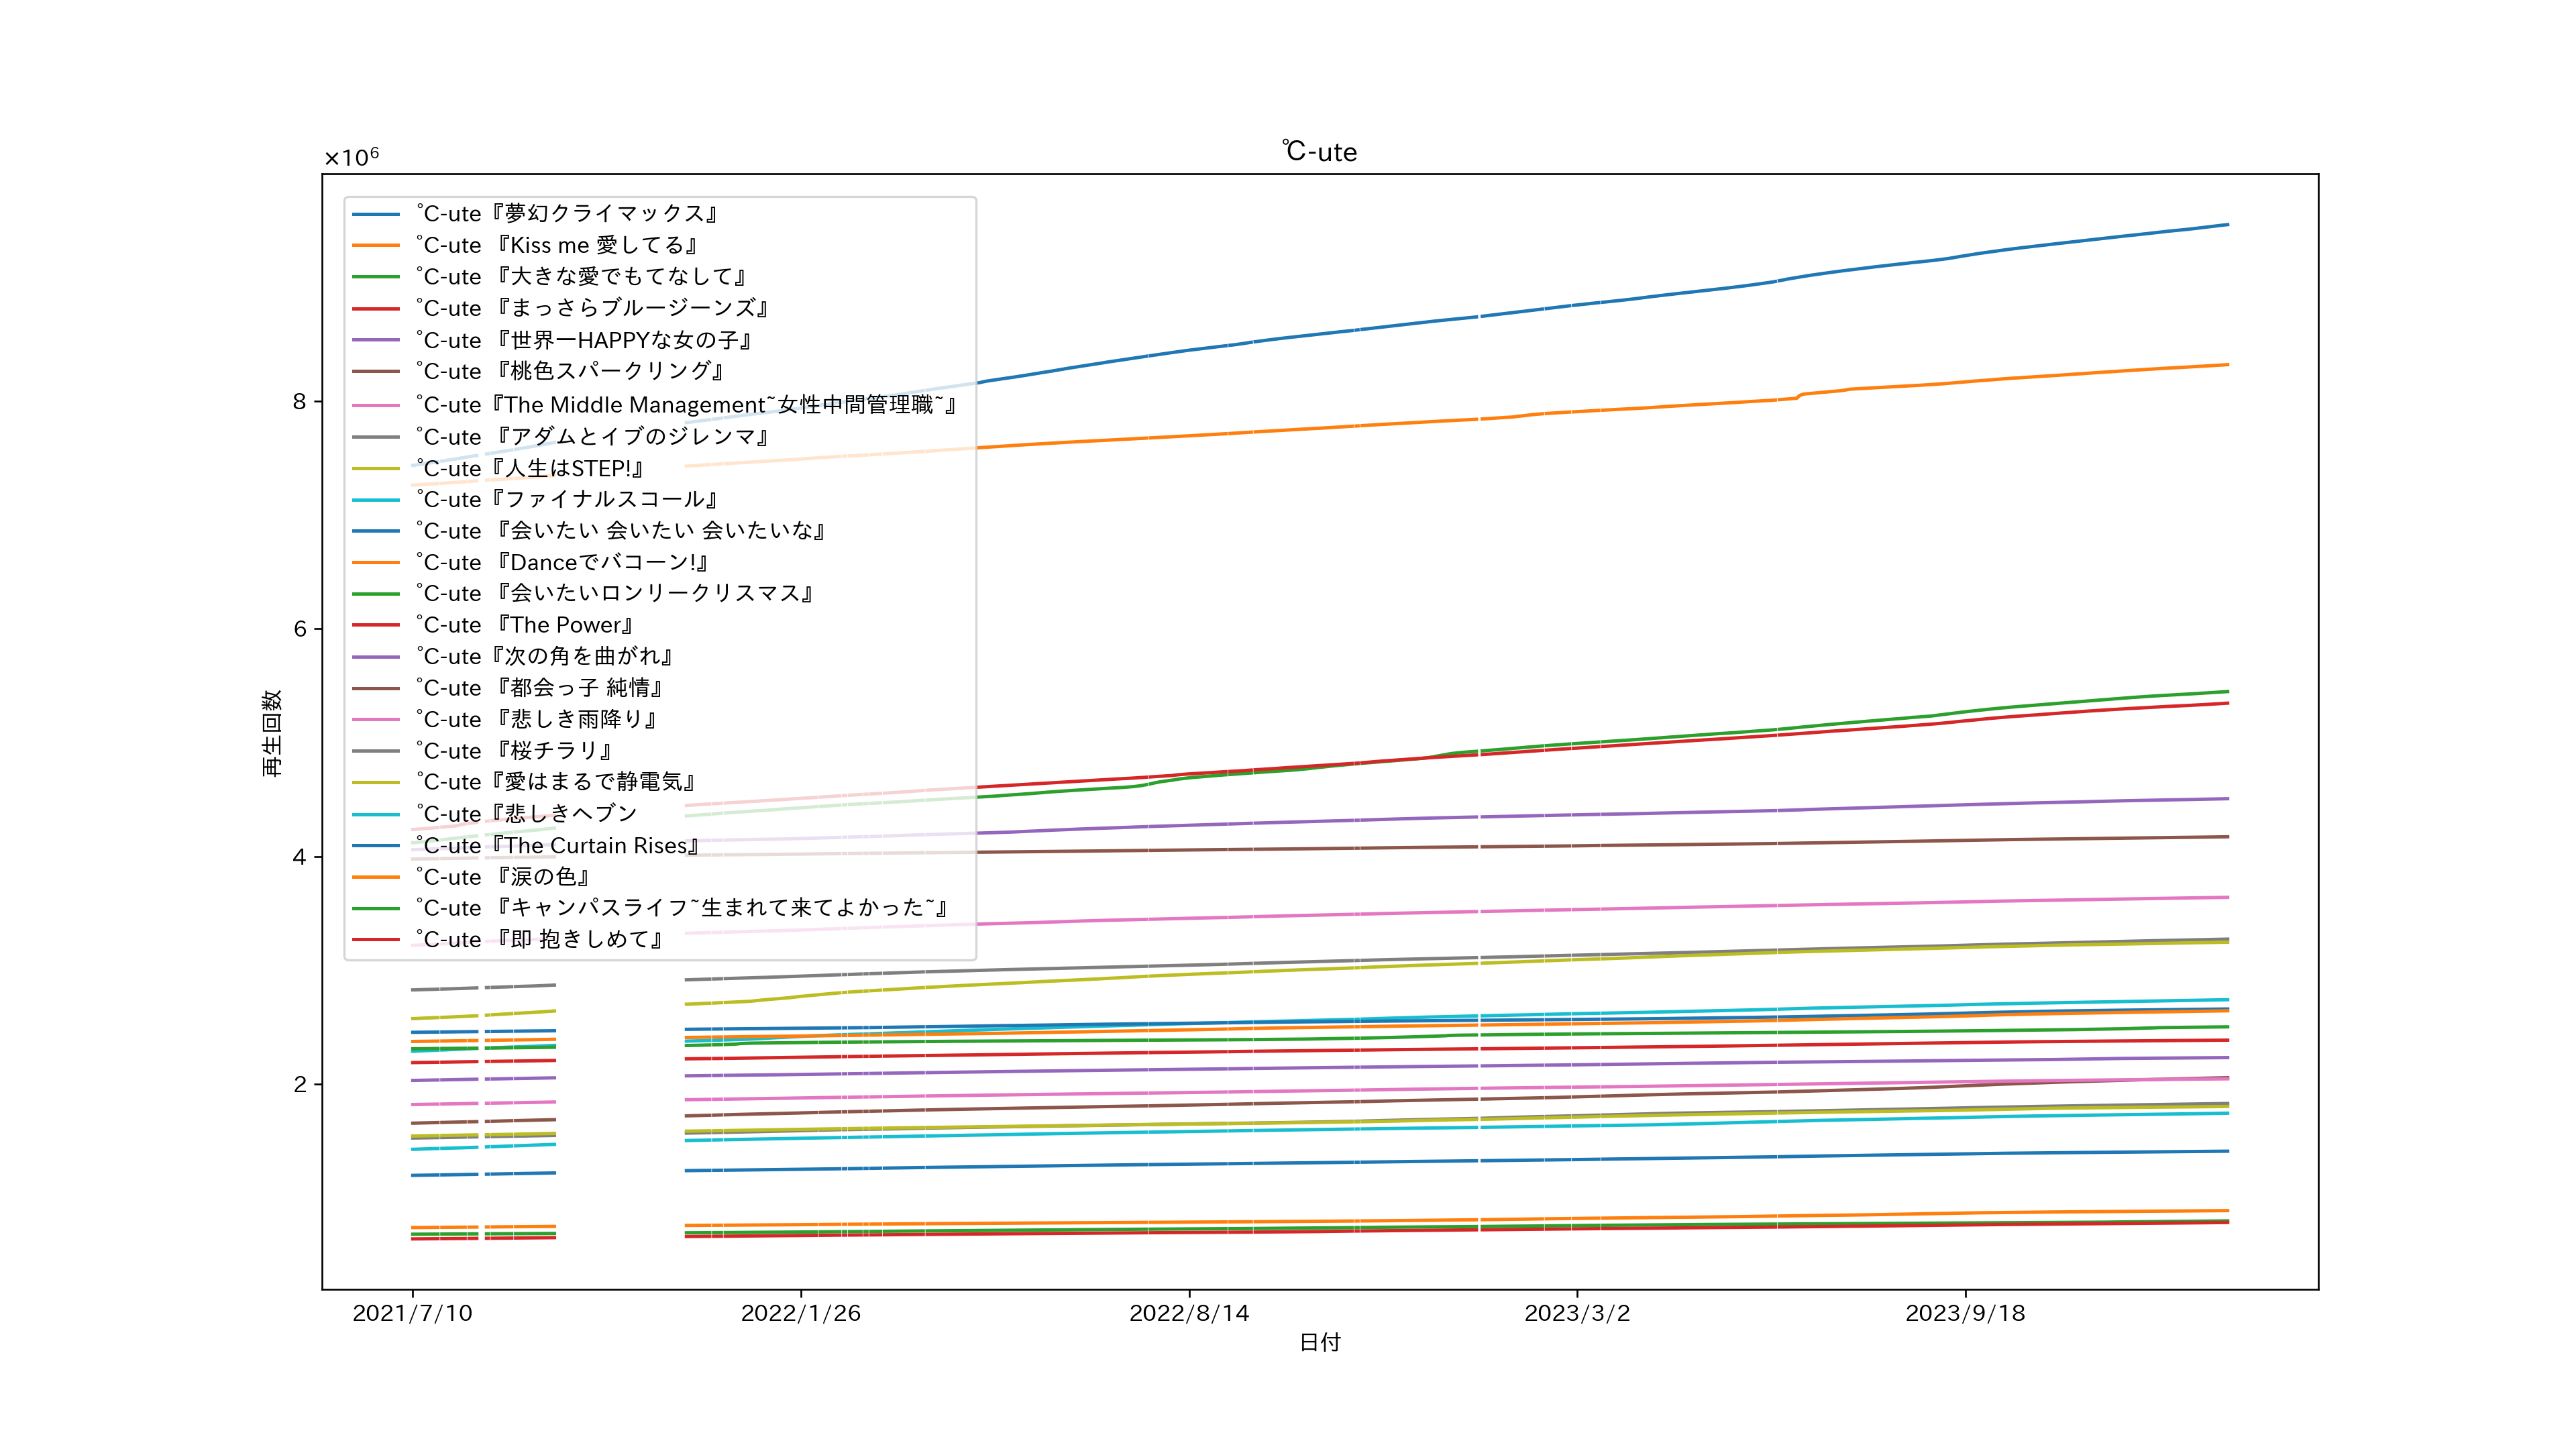 ℃-ute
×10⁶
℃-ute『夢幻クライマックス』
℃-ute 『Kiss me 愛してる』
℃-ute 『大きな愛でもてなして』
℃-ute 『まっさらブルージーンズ』
℃-ute 『世界一HAPPYな女の子』
℃-ute 『桃色スパークリング』
℃-ute『The Middle Management~女性中間管理職~』
℃-ute 『アダムとイブのジレンマ』
℃-ute『人生はSTEP!』
℃-ute『ファイナルスコール』
℃-ute 『会いたい 会いたい 会いたいな』
℃-ute 『Danceでバコーン!』
℃-ute 『会いたいロンリークリスマス』
℃-ute 『The Power』
℃-ute『次の角を曲がれ』
℃-ute 『都会っ子 純情』
℃-ute 『悲しき雨降り』
℃-ute 『桜チラリ』
℃-ute『愛はまるで静電気』
℃-ute『悲しきヘブン
℃-ute『The Curtain Rises』
℃-ute 『涙の色』
℃-ute 『キャンパスライフ~生まれて来てよかった~』
℃-ute 『即 抱きしめて』
8
6
4
2
再生回数
2021/7/10
2022/1/26
2022/8/14
2023/3/2
2023/9/18
日付